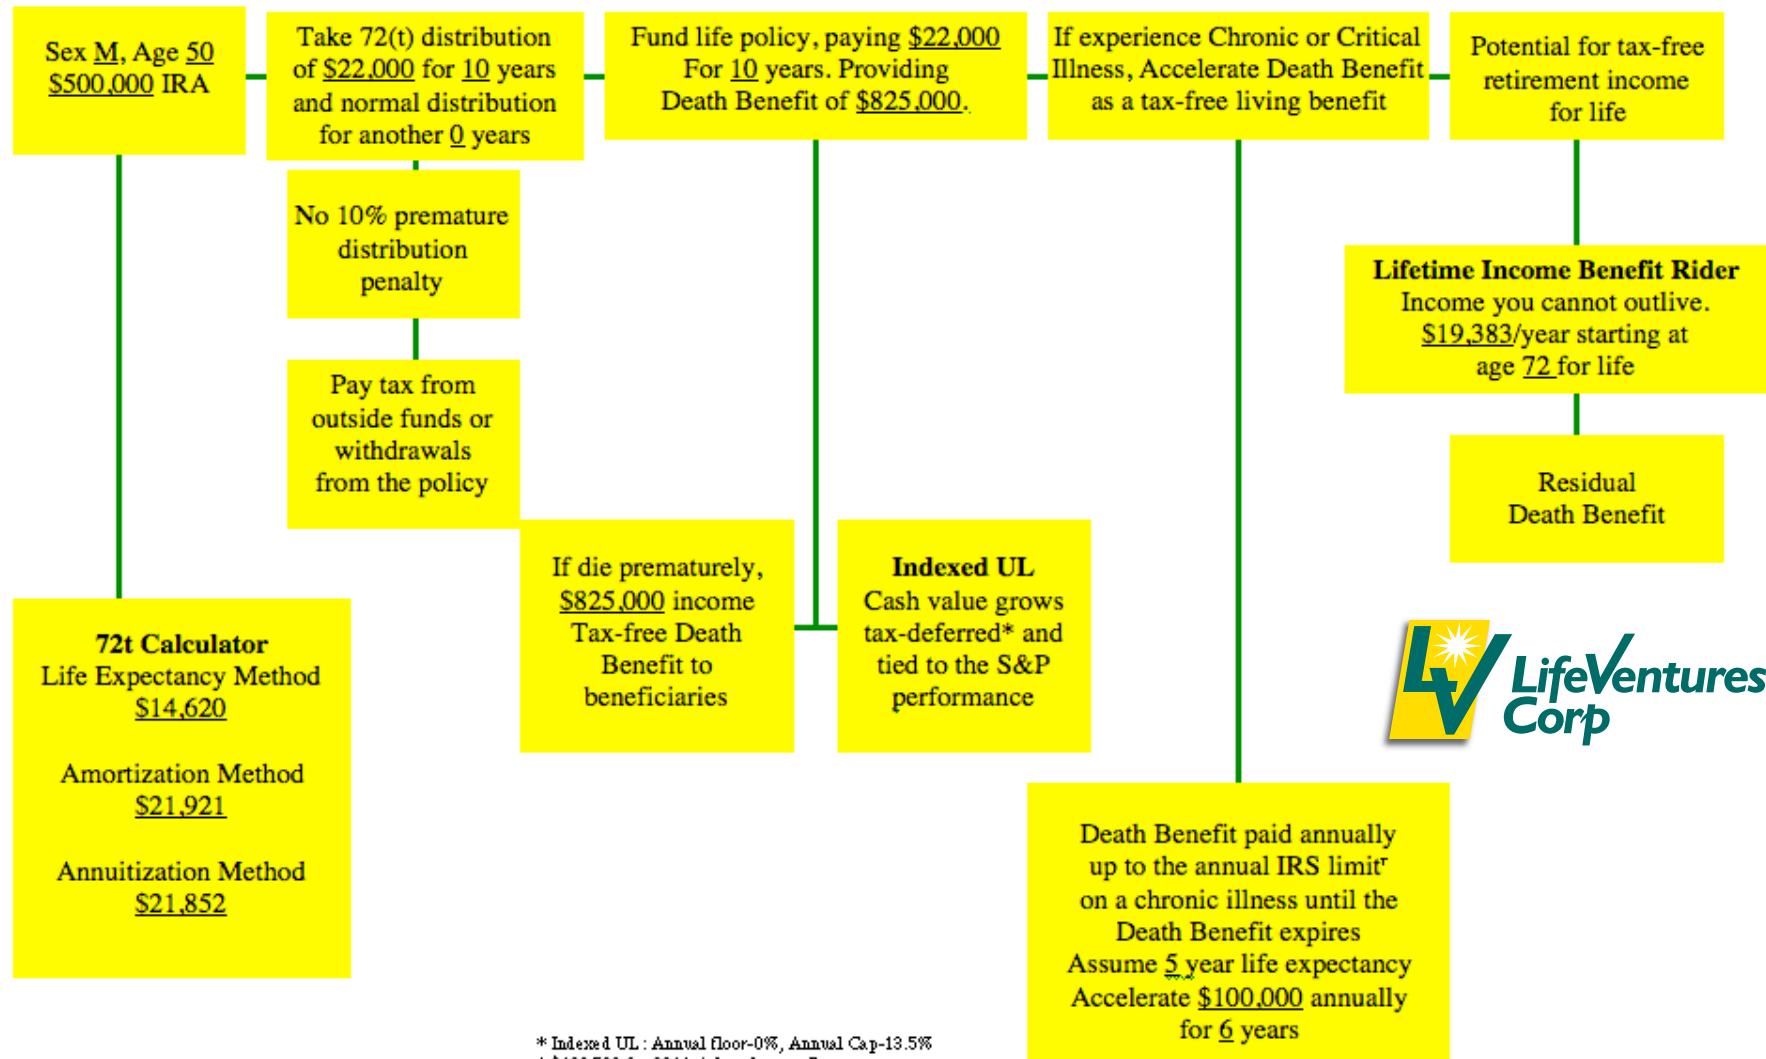 Sex M, Age 50
$500,000 IRA
Take 72(t) distribution
of $22,000 for 10 years
and normal distribution
for another 0 years
Fund life policy, paying $22,000
For 10 years. Providing
Death Benefit of $825,000.
If experience Chronic or Critical
Illness, Accelerate Death Benefit
as a tax-free living benefit
Potential for tax-free
retirement income
for life
No 10% premature
distribution
penalty
Pay tax from
outside funds or
withdrawals
from the policy
Lifetime Income Benefit Rider
Income you cannot outlive.
$19,383/year starting at
age 72 for life
Residual
Death Benefit
If die prematurely,
$825,000 income
Tax-free Death
Benefit to
beneficiaries
Indexed UL
Cash value grows
tax-deferred* and
tied to the S&P
performance
72t Calculator
Life Expectancy Method
$14,620
Amortization Method
$21,921
Annuitization Method
$21,852
LV
LifeVentures
Corp
Death Benefit paid annually
up to the annual IRS limitʳ
on a chronic illness until the
Death Benefit expires
Assume 5 year life expectancy
Accelerate $100,000 annually
for 6 years
* Indexed UL : Annual floor-0%, Annual Cap-13.5%